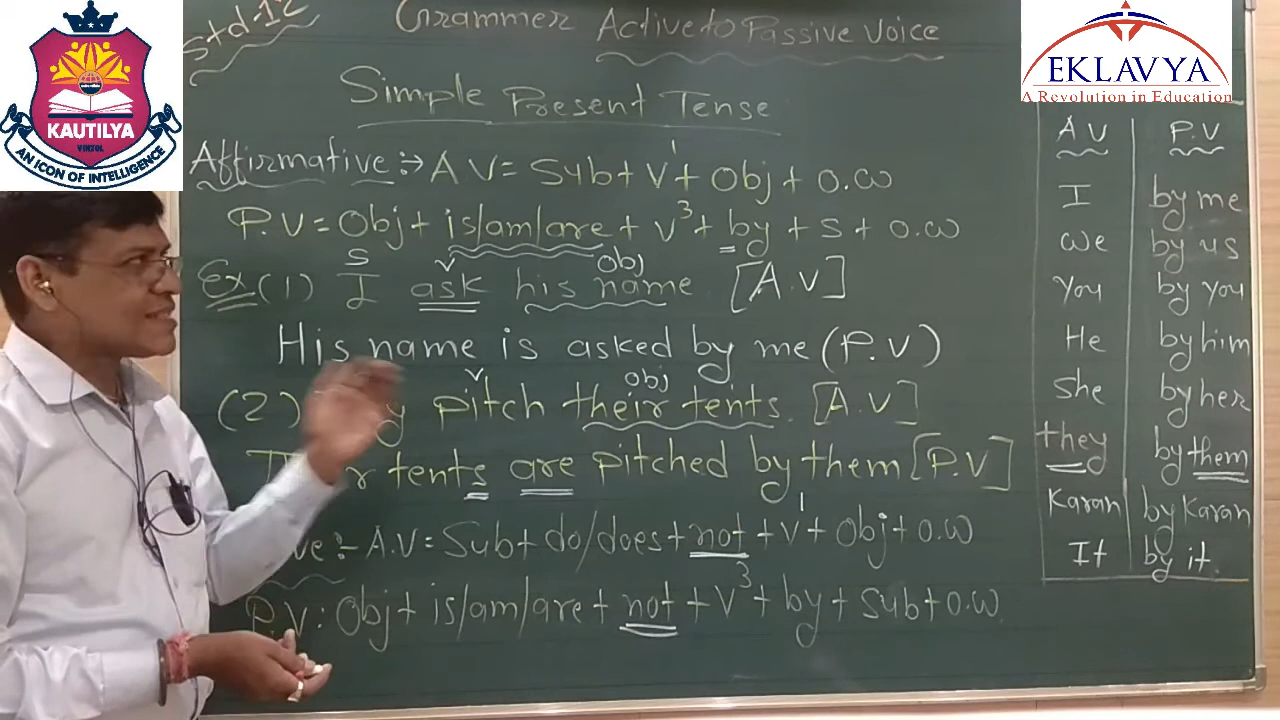 Std-12
Grammer Active to Passive Voice
KAUTILYA
VIRTOL
AN ICON OF INTELLIGENCE
EKLAVYA
A Revolution in Education
Simple Present Tense
Affirmative :→ A V = Sub + V¹ + Obj + O.W
P.V = Obj + is/am/are + V³ + by + S + O.W
S V Obj
Ex (1) I ask his name [A.V]
His name is asked by me (P.V)
V Obj
(2) pitch their tents. [A.V]
tents are pitched by them [P.V]
:- A.V = Sub + do/does + not + V¹ + Obj + O.W
P.V : Obj + is/am/are + not + V³ + by + Sub + O.W.
A V P.V
I by me
We by us
You by you
He by him
She by her
they by them
Karan by Karan
It by it.